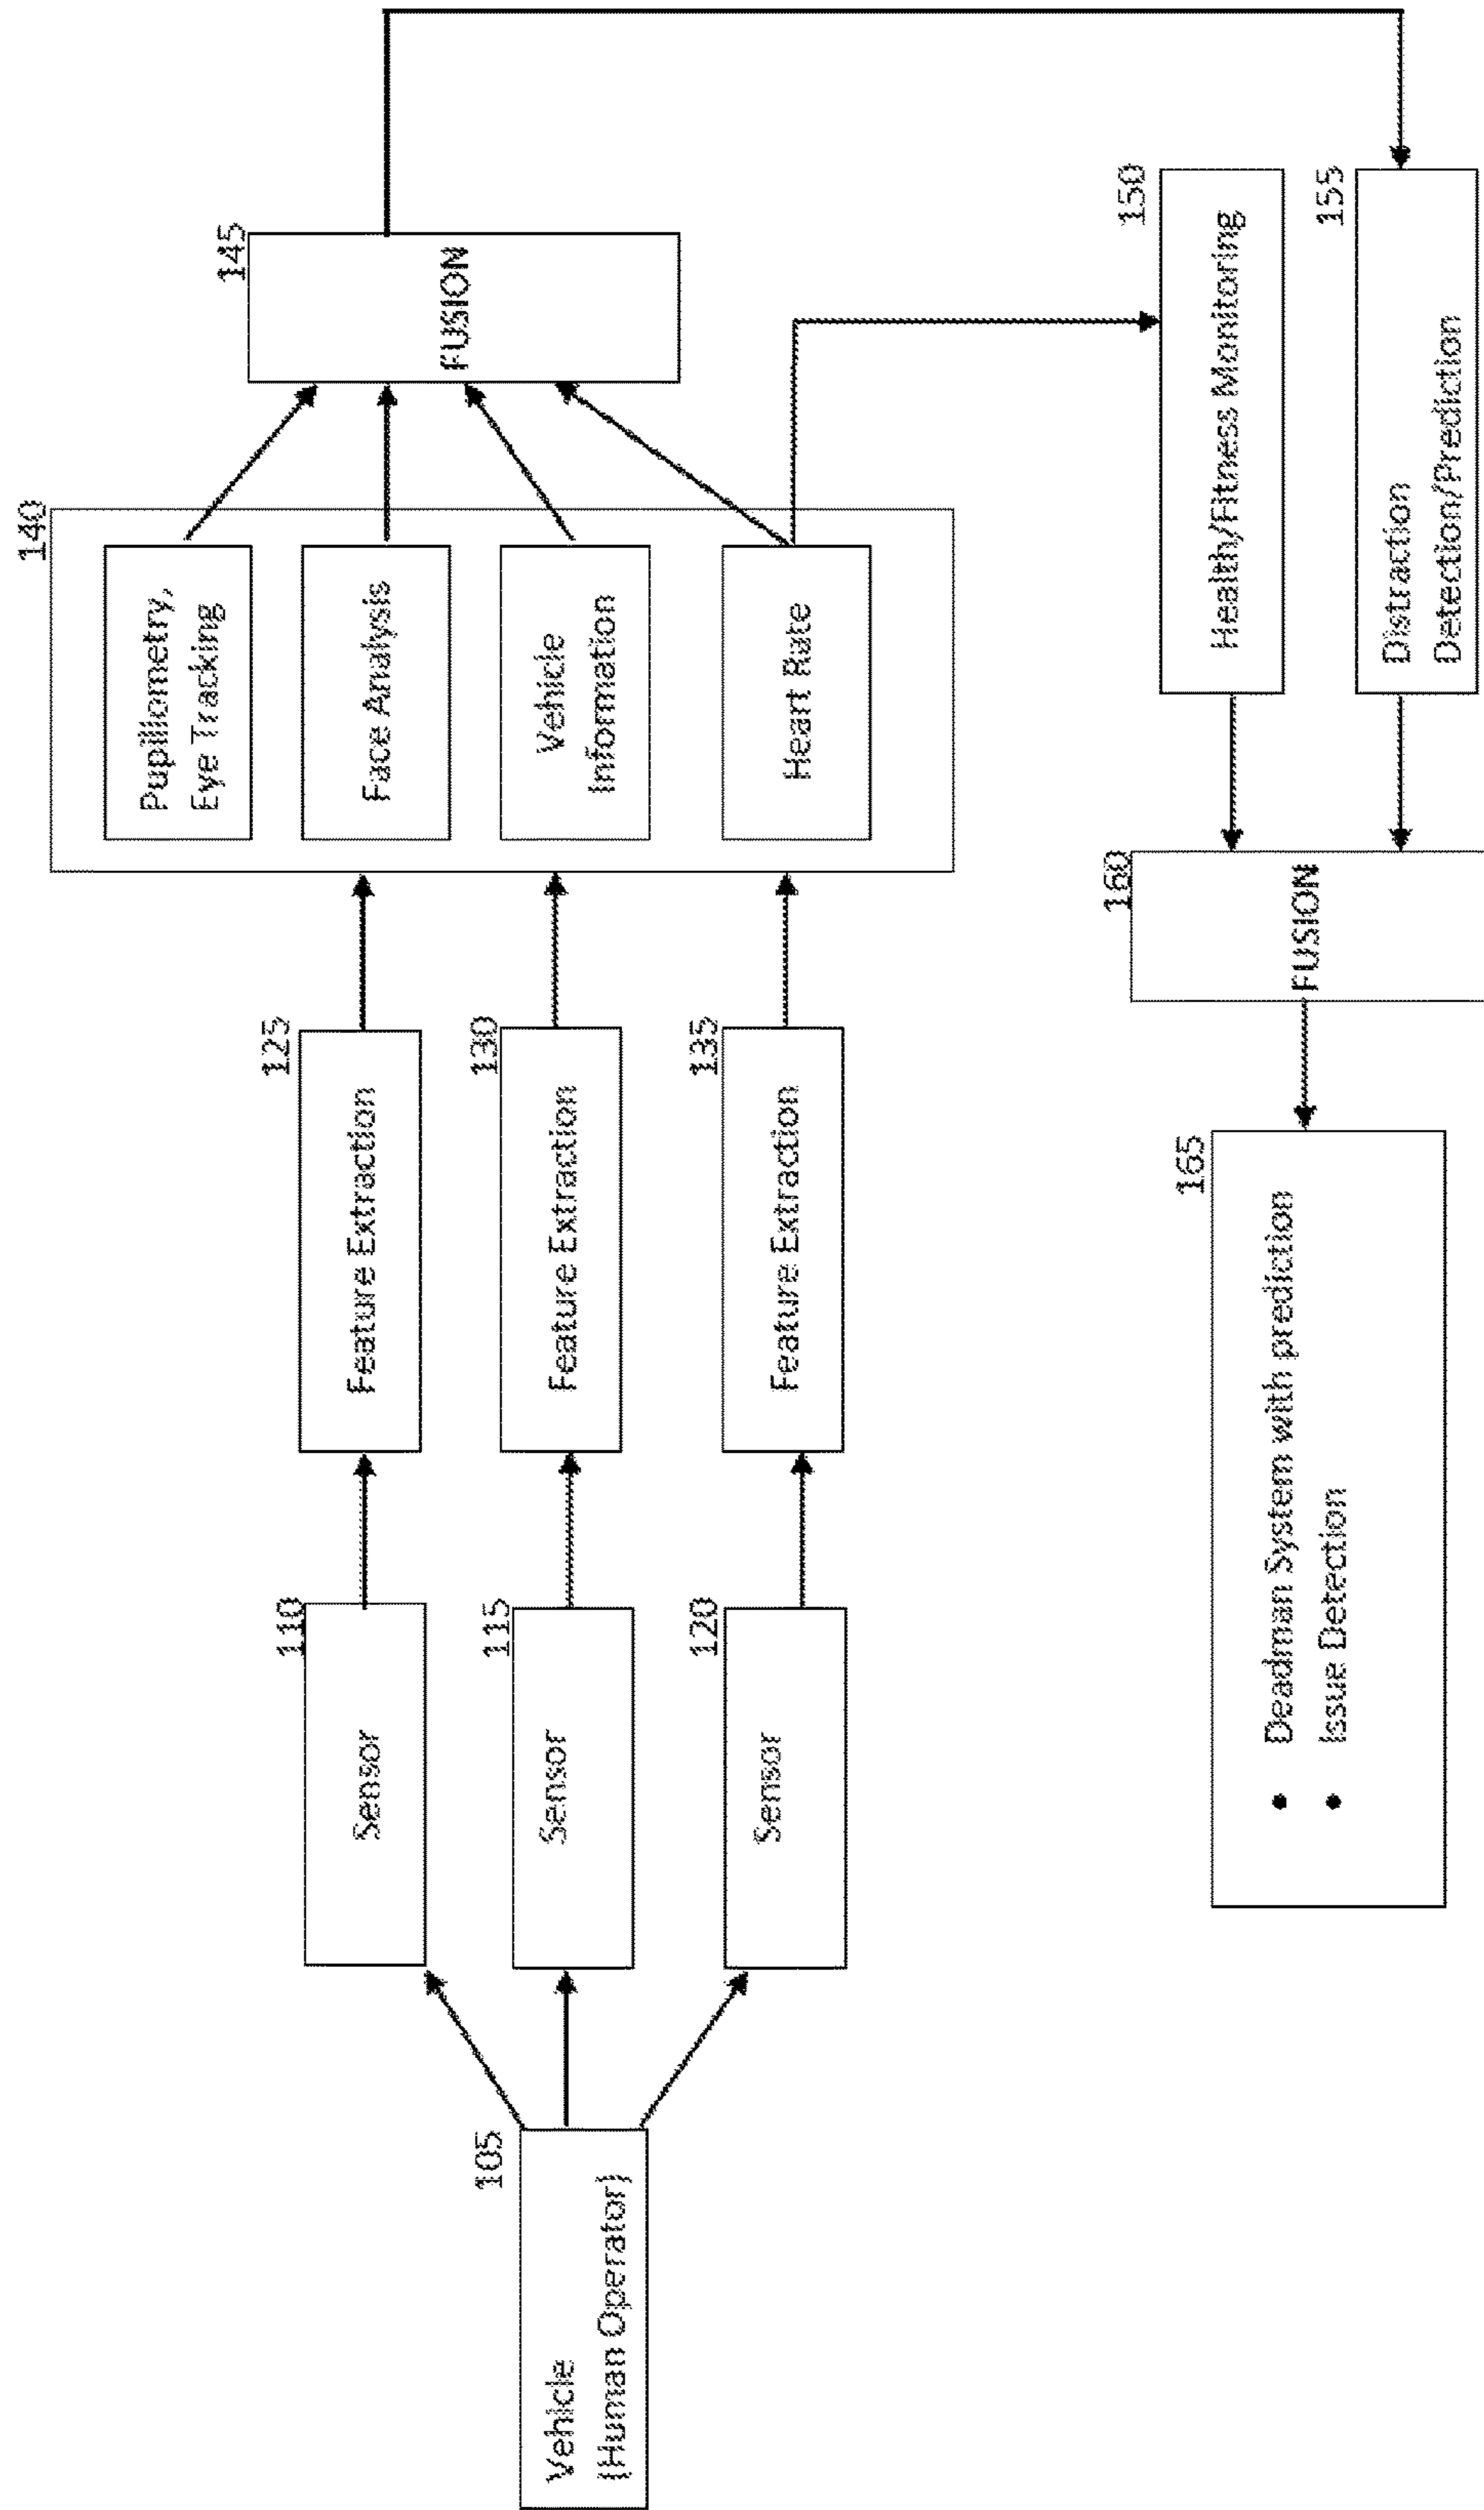 105
Vehicle
(Human Operator)
110
Sensor
115
Sensor
120
Sensor
125
Feature Extraction
130
Feature Extraction
135
Feature Extraction
140
Pupillometry,
Eye Tracking
Face Analysis
Vehicle
Information
Heart Rate
145
FUSION
150
Health/Fitness Monitoring
155
Distraction
Detection/Prediction
160
FUSION
165
• Deadman System with prediction
• Issue Detection